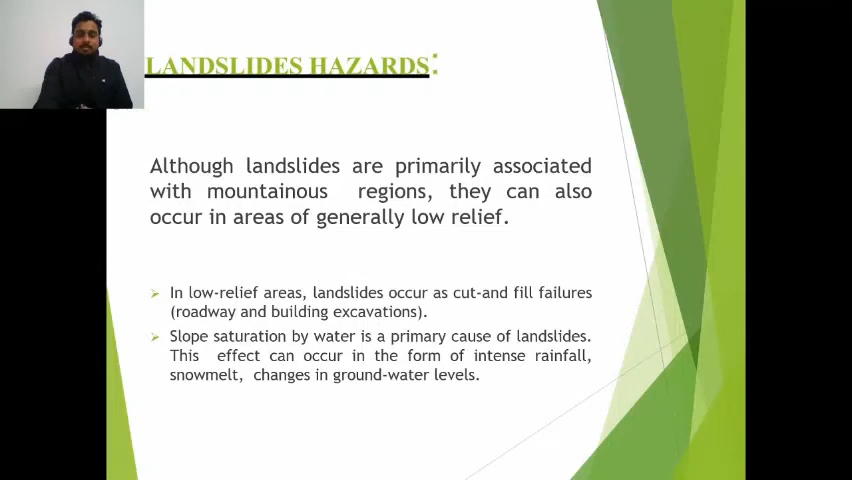 LANDSLIDES HAZARDS:
Although landslides are primarily associated
with mountainous regions, they can also
occur in areas of generally low relief.
In low-relief areas, landslides occur as cut-and fill failures
(roadway and building excavations).
Slope saturation by water is a primary cause of landslides.
This effect can occur in the form of intense rainfall,
snowmelt, changes in ground-water levels.